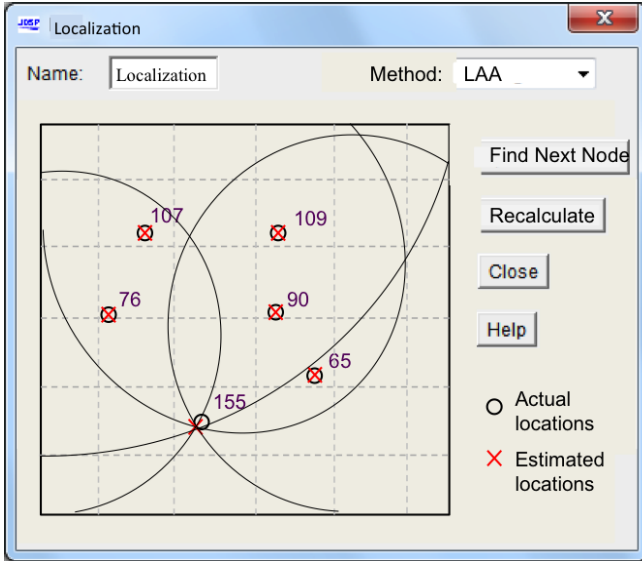 JDSP Localization
Name: Localization Method: LAA
Find Next Node
107 109
Recalculate
Close
76 90
Help
65
155
Actual
locations
Estimated
locations